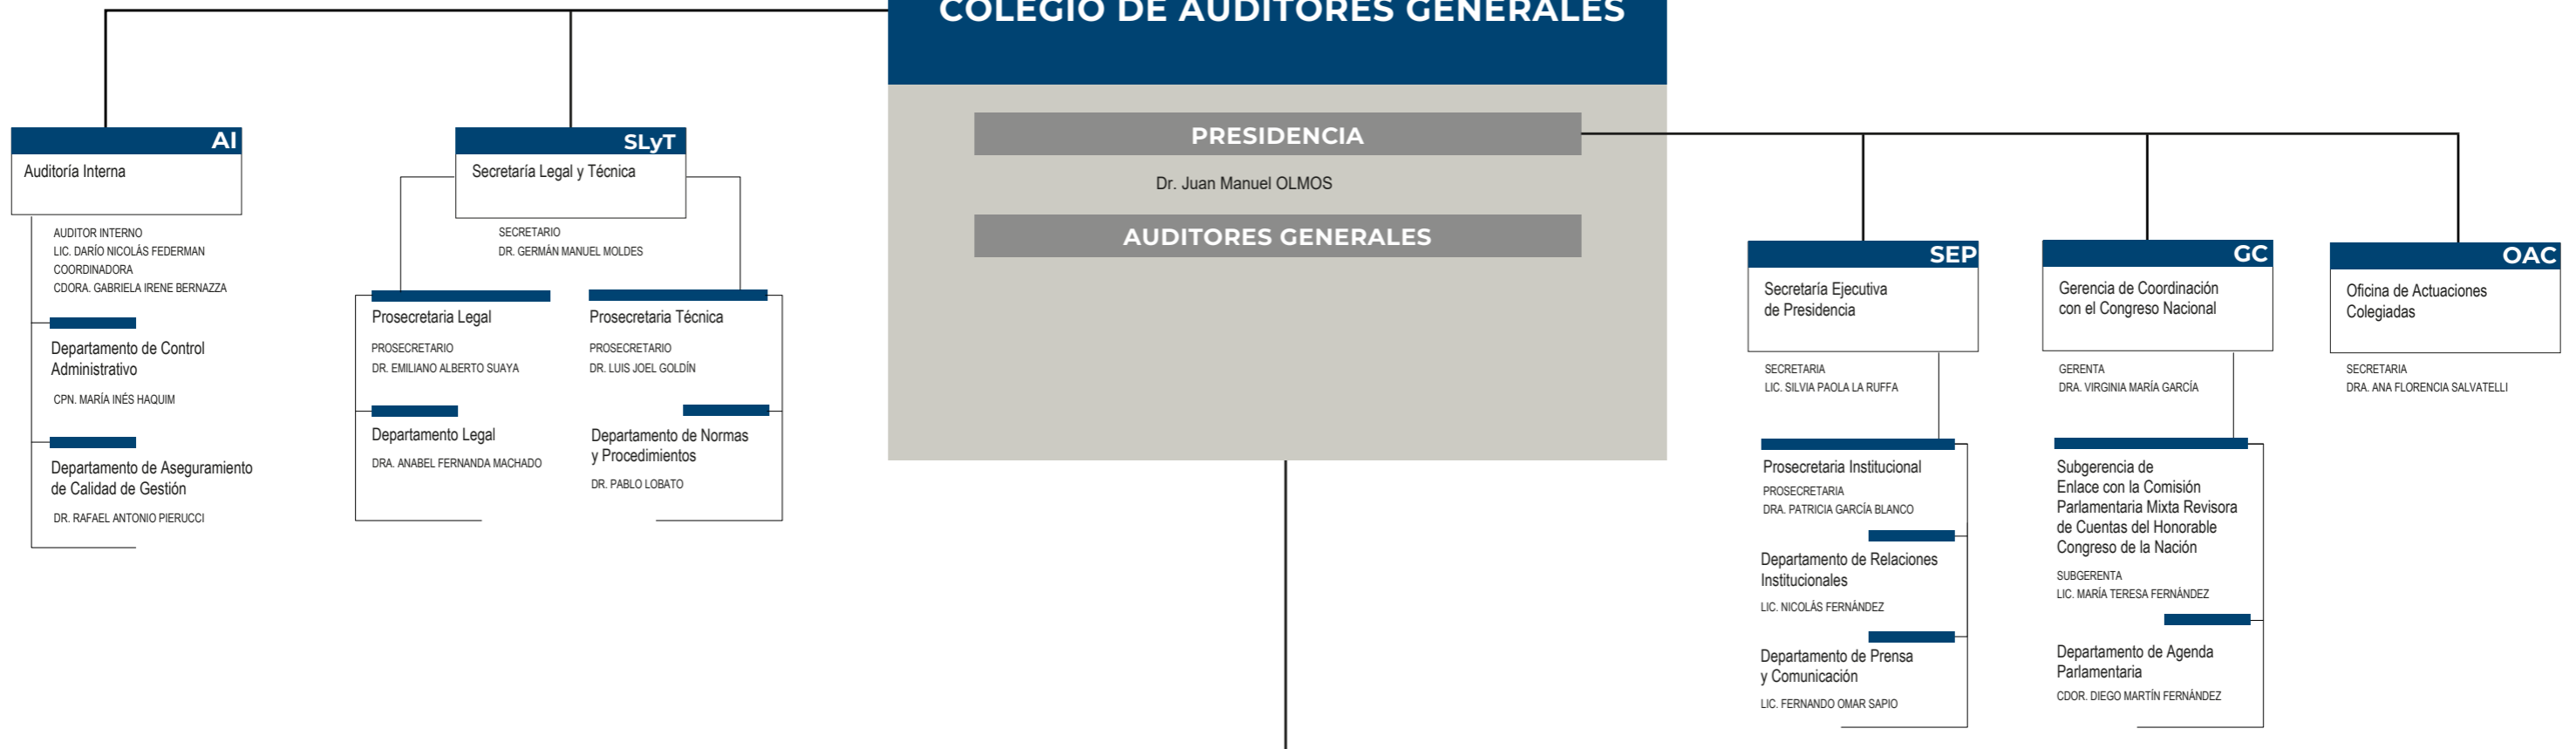 COLEGIO DE AUDITORES GENERALES
PRESIDENCIA
Dr. Juan Manuel OLMOS
AUDITORES GENERALES
AI
Auditoría Interna
AUDITOR INTERNO
LIC. DARÍO NICOLÁS FEDERMAN
COORDINADORA
CDORA. GABRIELA IRENE BERNAZZA
Departamento de Control
Administrativo
CPN. MARÍA INÉS HAQUIM
Departamento de Aseguramiento
de Calidad de Gestión
DR. RAFAEL ANTONIO PIERUCCI
SLyT
Secretaría Legal y Técnica
SECRETARIO
DR. GERMÁN MANUEL MOLDES
Prosecretaria Legal
PROSECRETARIO
DR. EMILIANO ALBERTO SUAYA
Departamento Legal
DRA. ANABEL FERNANDA MACHADO
Prosecretaria Técnica
PROSECRETARIO
DR. LUIS JOEL GOLDÍN
Departamento de Normas
y Procedimientos
DR. PABLO LOBATO
SEP
Secretaría Ejecutiva
de Presidencia
SECRETARIA
LIC. SILVIA PAOLA LA RUFFA
Prosecretaria Institucional
PROSECRETARIA
DRA. PATRICIA GARCÍA BLANCO
Departamento de Relaciones
Institucionales
LIC. NICOLÁS FERNÁNDEZ
Departamento de Prensa
y Comunicación
LIC. FERNANDO OMAR SAPIO
GC
Gerencia de Coordinación
con el Congreso Nacional
GERENTA
DRA. VIRGINIA MARÍA GARCÍA
Subgerencia de
Enlace con la Comisión
Parlamentaria Mixta Revisora
de Cuentas del Honorable
Congreso de la Nación
SUBGERENTA
LIC. MARÍA TERESA FERNÁNDEZ
Departamento de Agenda
Parlamentaria
CDOR. DIEGO MARTÍN FERNÁNDEZ
OAC
Oficina de Actuaciones
Colegiadas
SECRETARIA
DRA. ANA FLORENCIA SALVATELLI